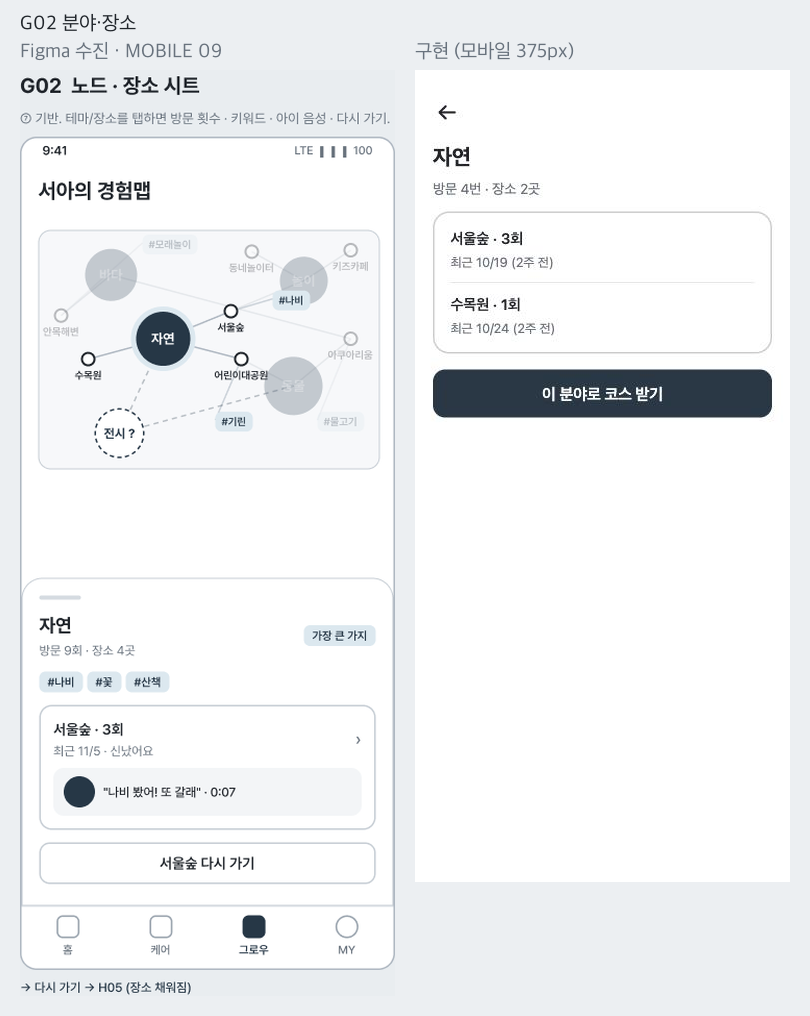 G02 분야·장소
Figma 수진 · MOBILE 09
구현 (모바일 375px)
G02 노드 · 장소 시트
⑦ 기반. 테마/장소를 탭하면 방문 횟수 · 키워드 · 아이 음성 · 다시 가기.
9:41
LTE ▐ ▐ ▐ 100
서아의 경험맵
#모래놀이
바다
동네놀이터
키즈카페
놀이
#나비
안목해변
자연
서울숲
아쿠아리움
수목원
어린이대공원
동물
전시 ?
#기린
#물고기
자연
방문 9회 · 장소 4곳
가장 큰 가지
#나비
#꽃
#산책
서울숲 · 3회
최근 11/5 · 신났어요
›
"나비 봤어! 또 갈래" · 0:07
서울숲 다시 가기
홈
케어
그로우
MY
→ 다시 가기 → H05 (장소 채워짐)
←
자연
방문 4번 · 장소 2곳
서울숲 · 3회
최근 10/19 (2주 전)
수목원 · 1회
최근 10/24 (2주 전)
이 분야로 코스 받기